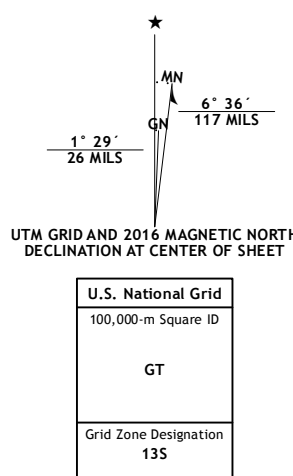 ★
MN
GN
6° 36´
117 MILS
1° 29´
26 MILS
UTM GRID AND 2016 MAGNETIC NORTH
DECLINATION AT CENTER OF SHEET
U.S. National Grid
100,000-m Square ID
GT
Grid Zone Designation
13S